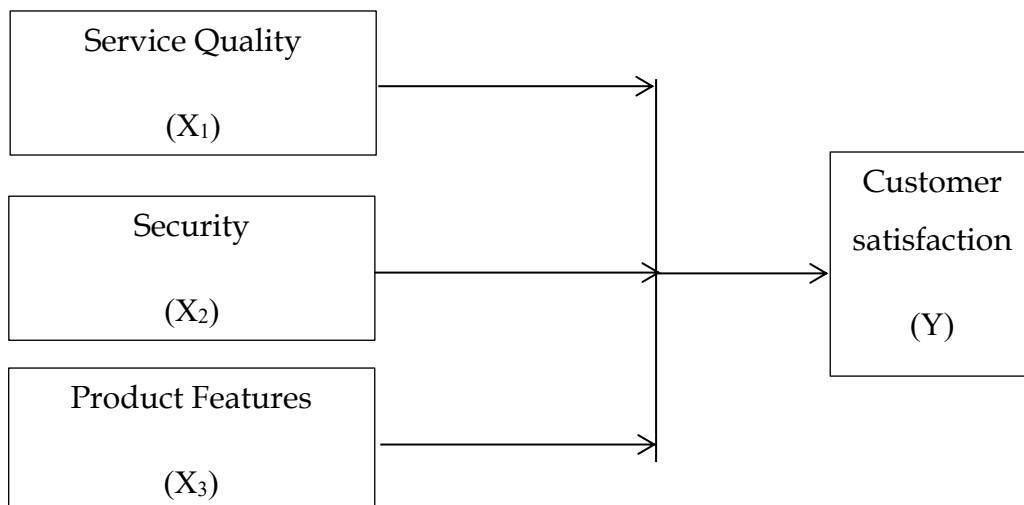 Service Quality
(X₁)
Security
(X₂)
Product Features
(X₃)
Customer
satisfaction
(Y)